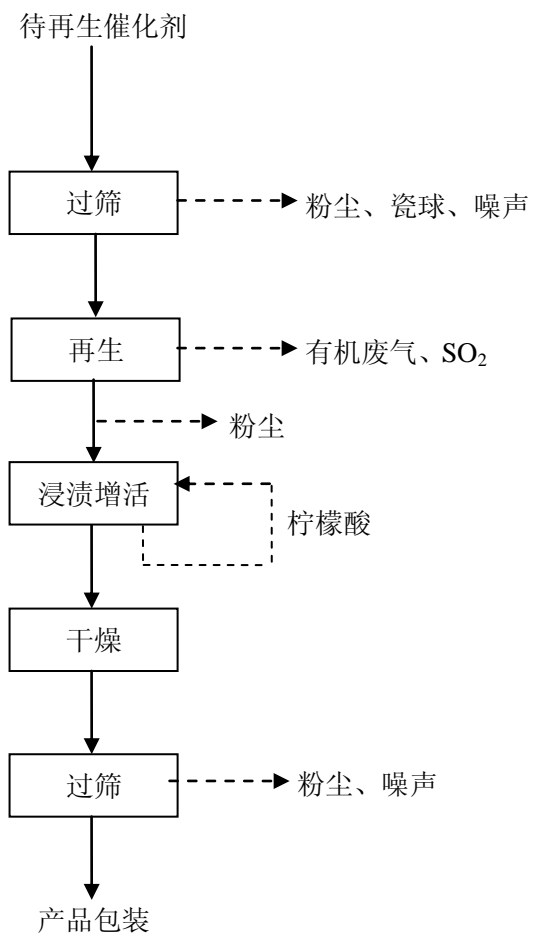 待再生催化剂
过筛
粉尘、瓷球、噪声
再生
有机废气、SO₂
粉尘
浸渍增活
柠檬酸
干燥
过筛
粉尘、噪声
产品包装